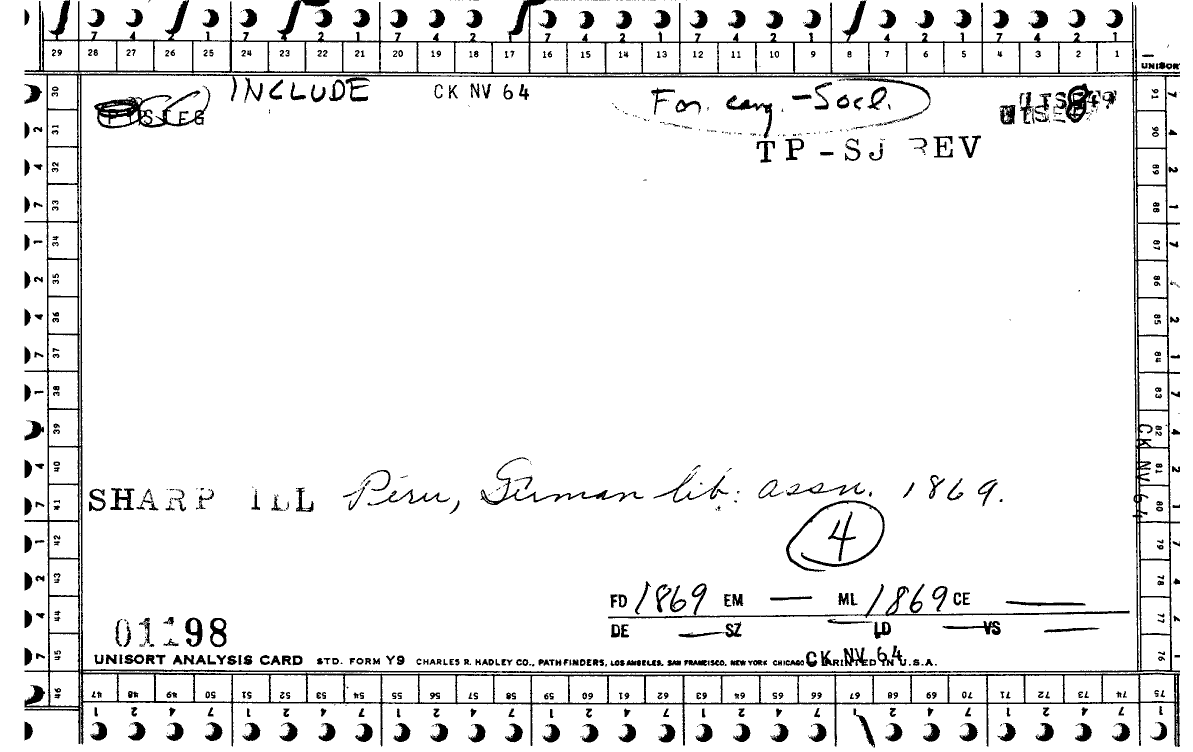 7 4 2 1 7 4 2 1 7 4 2 1 7 4 2 1 7 4 2 1 7 4 2 1 7 4 2 1
29 28 27 26 25 24 23 22 21 20 19 18 17 16 15 14 13 12 11 10 9 8 7 6 5 4 3 2 1
UNISORT
INCLUDE CK NV 64 For. cang. - Socl.
TP - SJ REV
30 31 32 33 34 35 36 37 38 39 40 41 42 43 44 45 46
91 90 89 88 87 86 85 84 83 82 81 80 79 78 77 76
CK NV 64
SHARP ILL Peru, German lib. assn. 1869.
4
FD 1869 EM — ML 1869 CE —
DE — SZ LD — VS —
01198
UNISORT ANALYSIS CARD STD. FORM Y9 CHARLES R. HADLEY CO., PATHFINDERS, LOS ANGELES, SAN FRANCISCO, NEW YORK CHICAGO PRINTED IN U.S.A.
CK NV 64
47 48 49 50 51 52 53 54 55 56 57 58 59 60 61 62 63 64 65 66 67 68 69 70 71 72 73 74 75
1 2 4 7 1 2 4 7 1 2 4 7 1 2 4 7 1 2 4 7 1 2 4 7 1 2 4 7 1